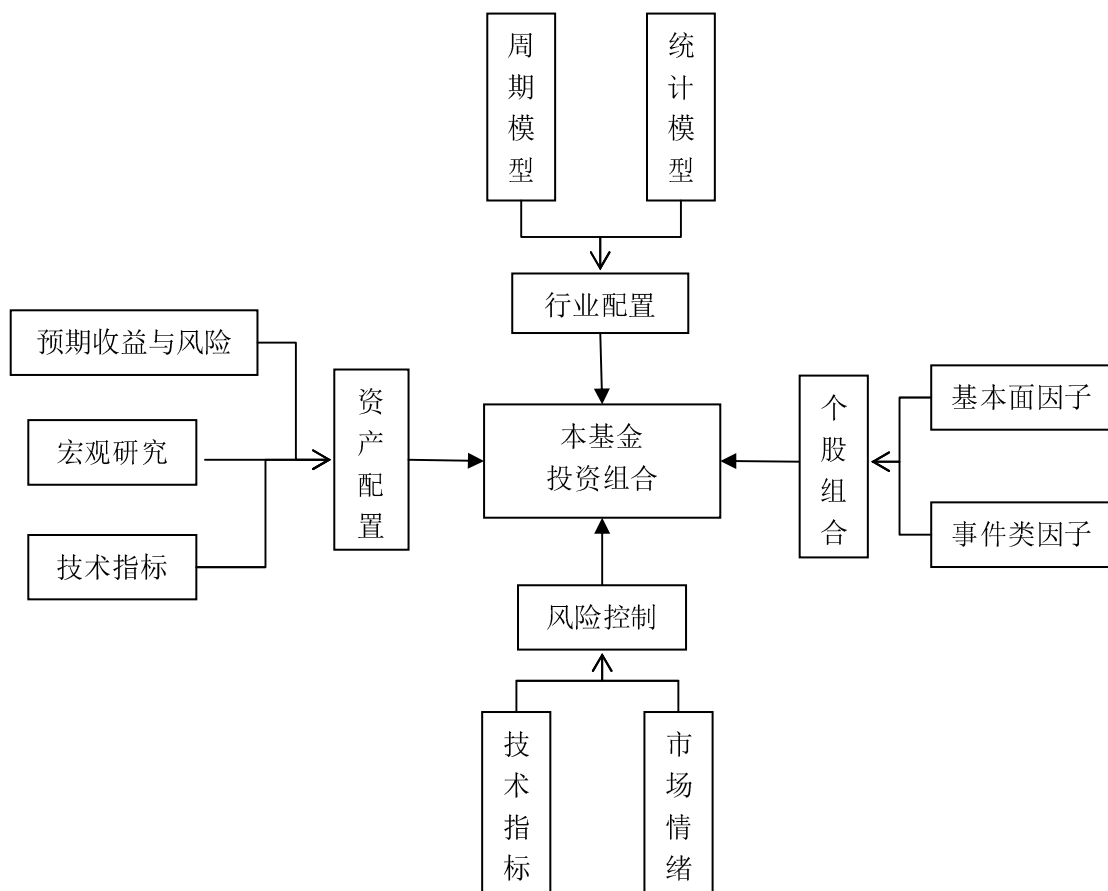 周期模型
统计模型
行业配置
预期收益与风险
宏观研究
技术指标
资产配置
本基金
投资组合
个股组合
基本面因子
事件类因子
风险控制
技术指标
市场情绪